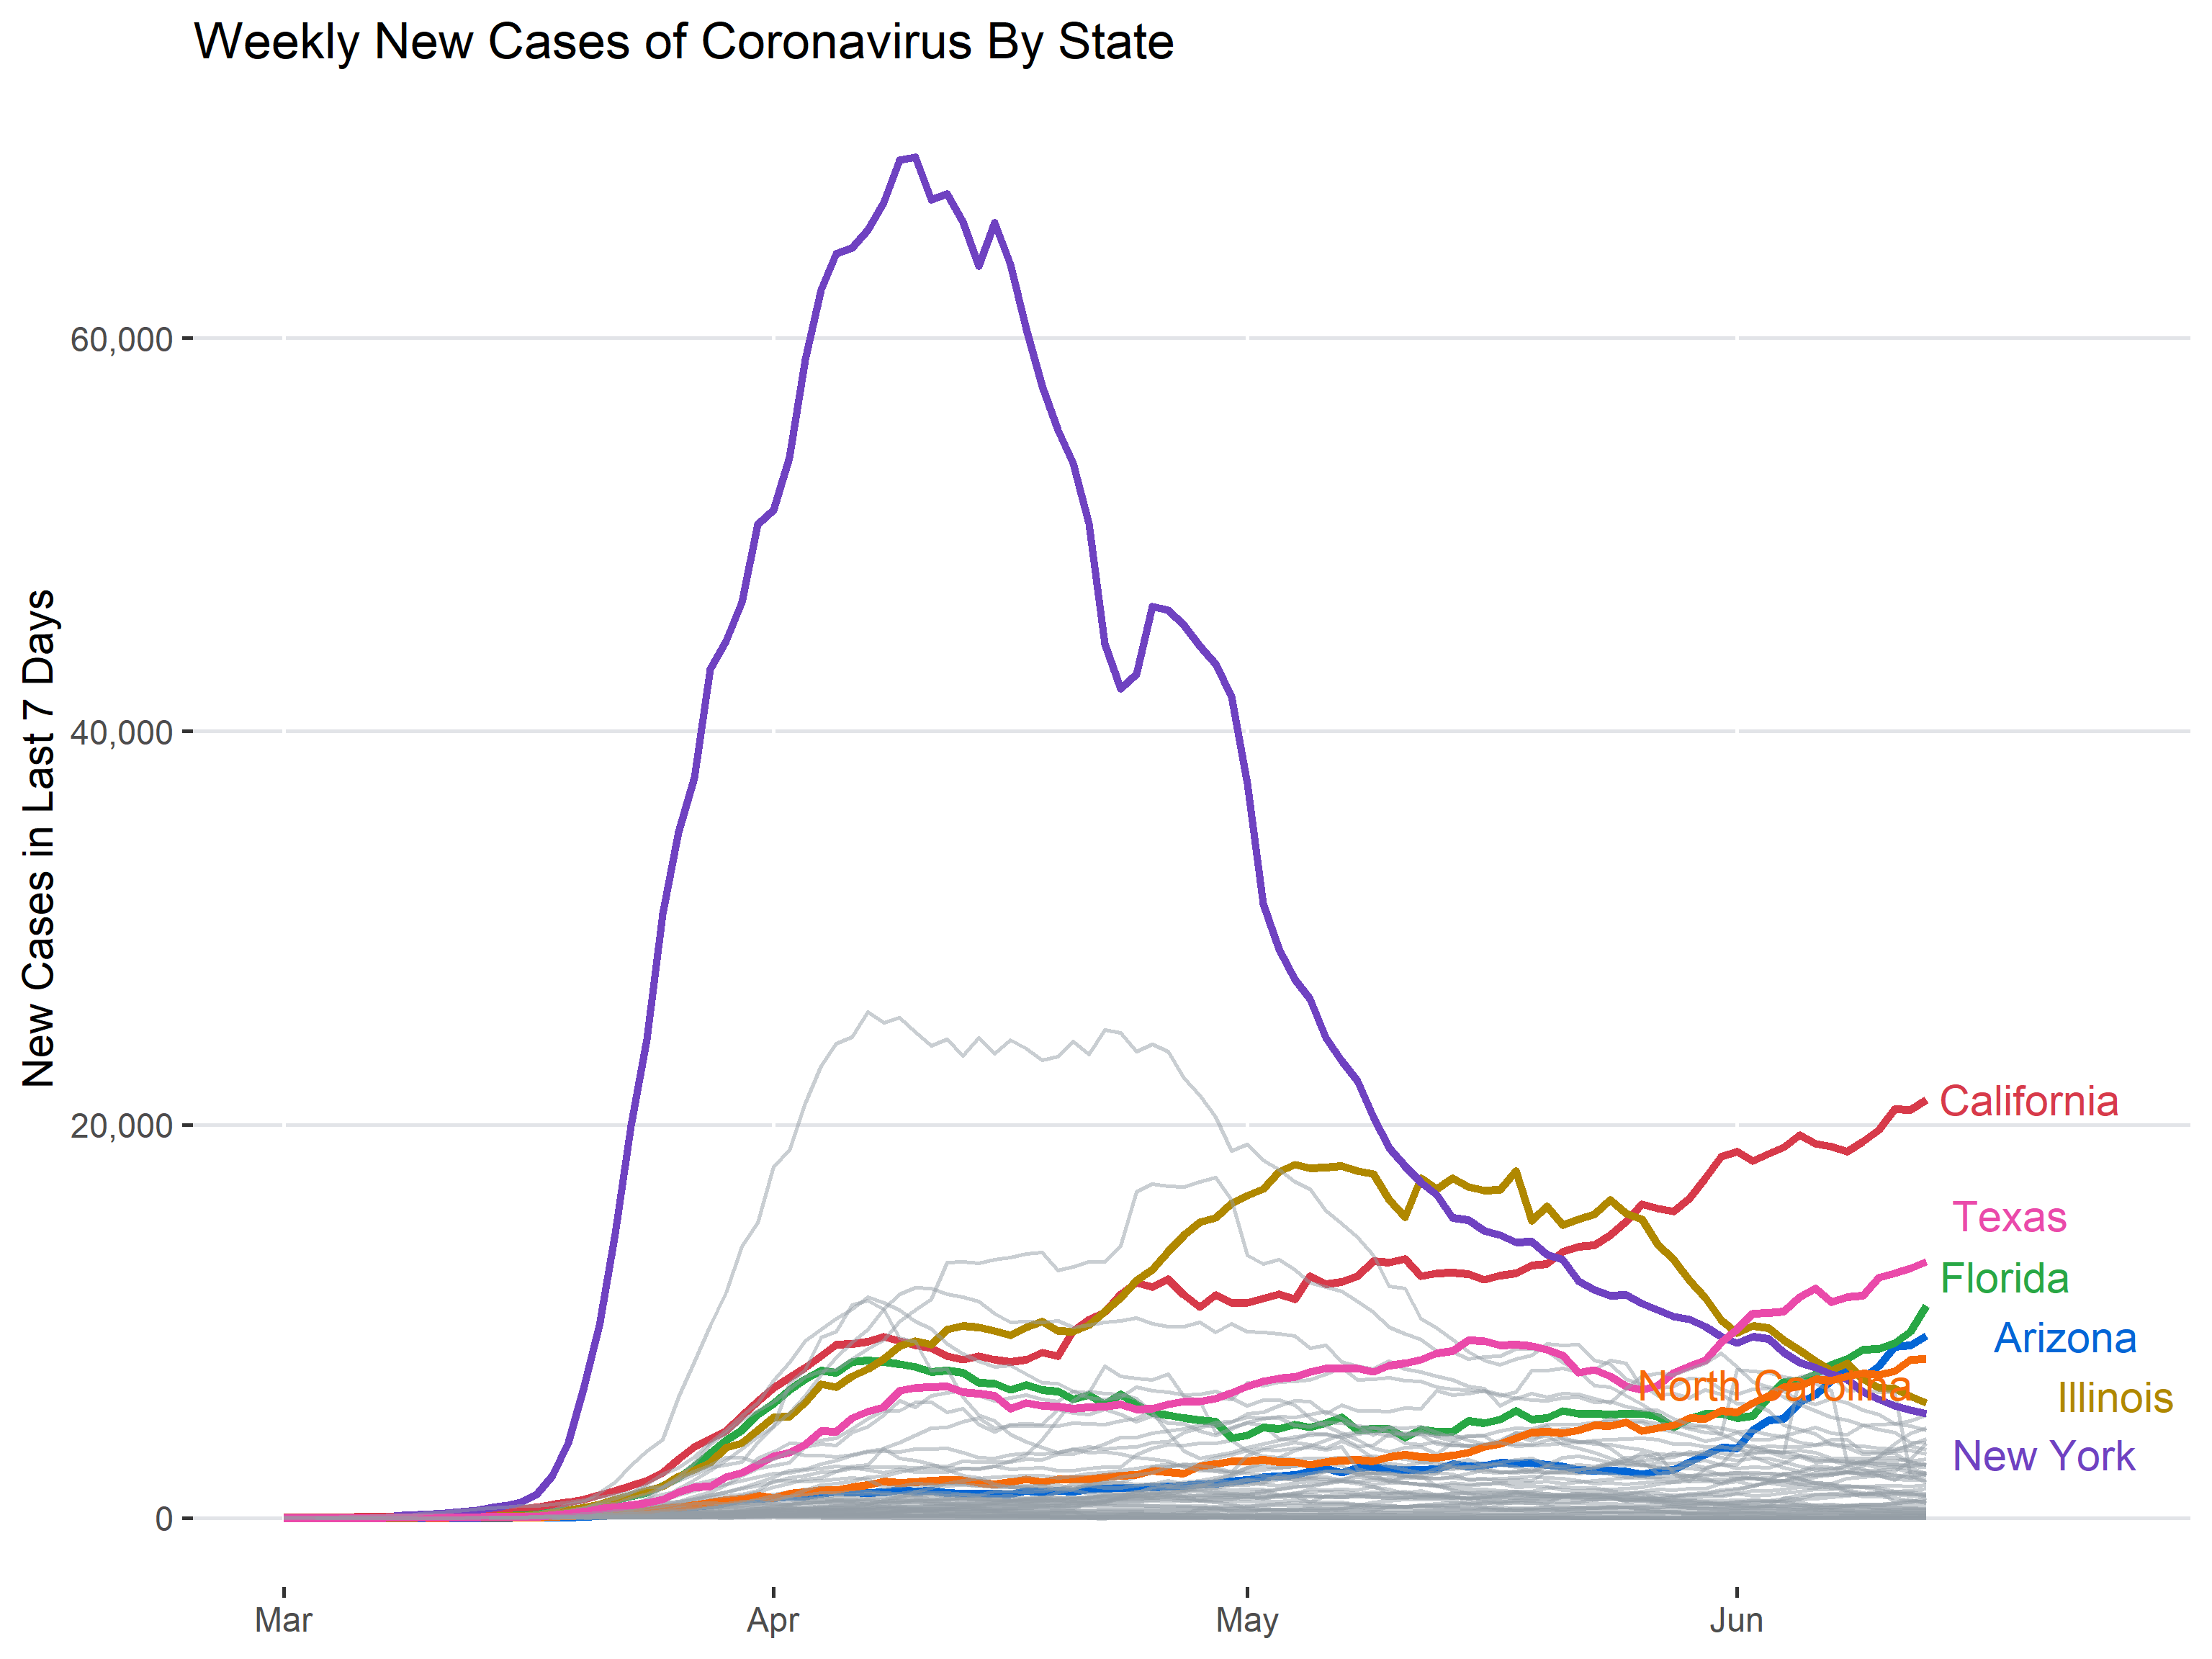 Weekly New Cases of Coronavirus By State
New Cases in Last 7 Days
60,000
40,000
20,000
0
Mar
Apr
May
Jun
California
Texas
Florida
Arizona
North Carolina
Illinois
New York